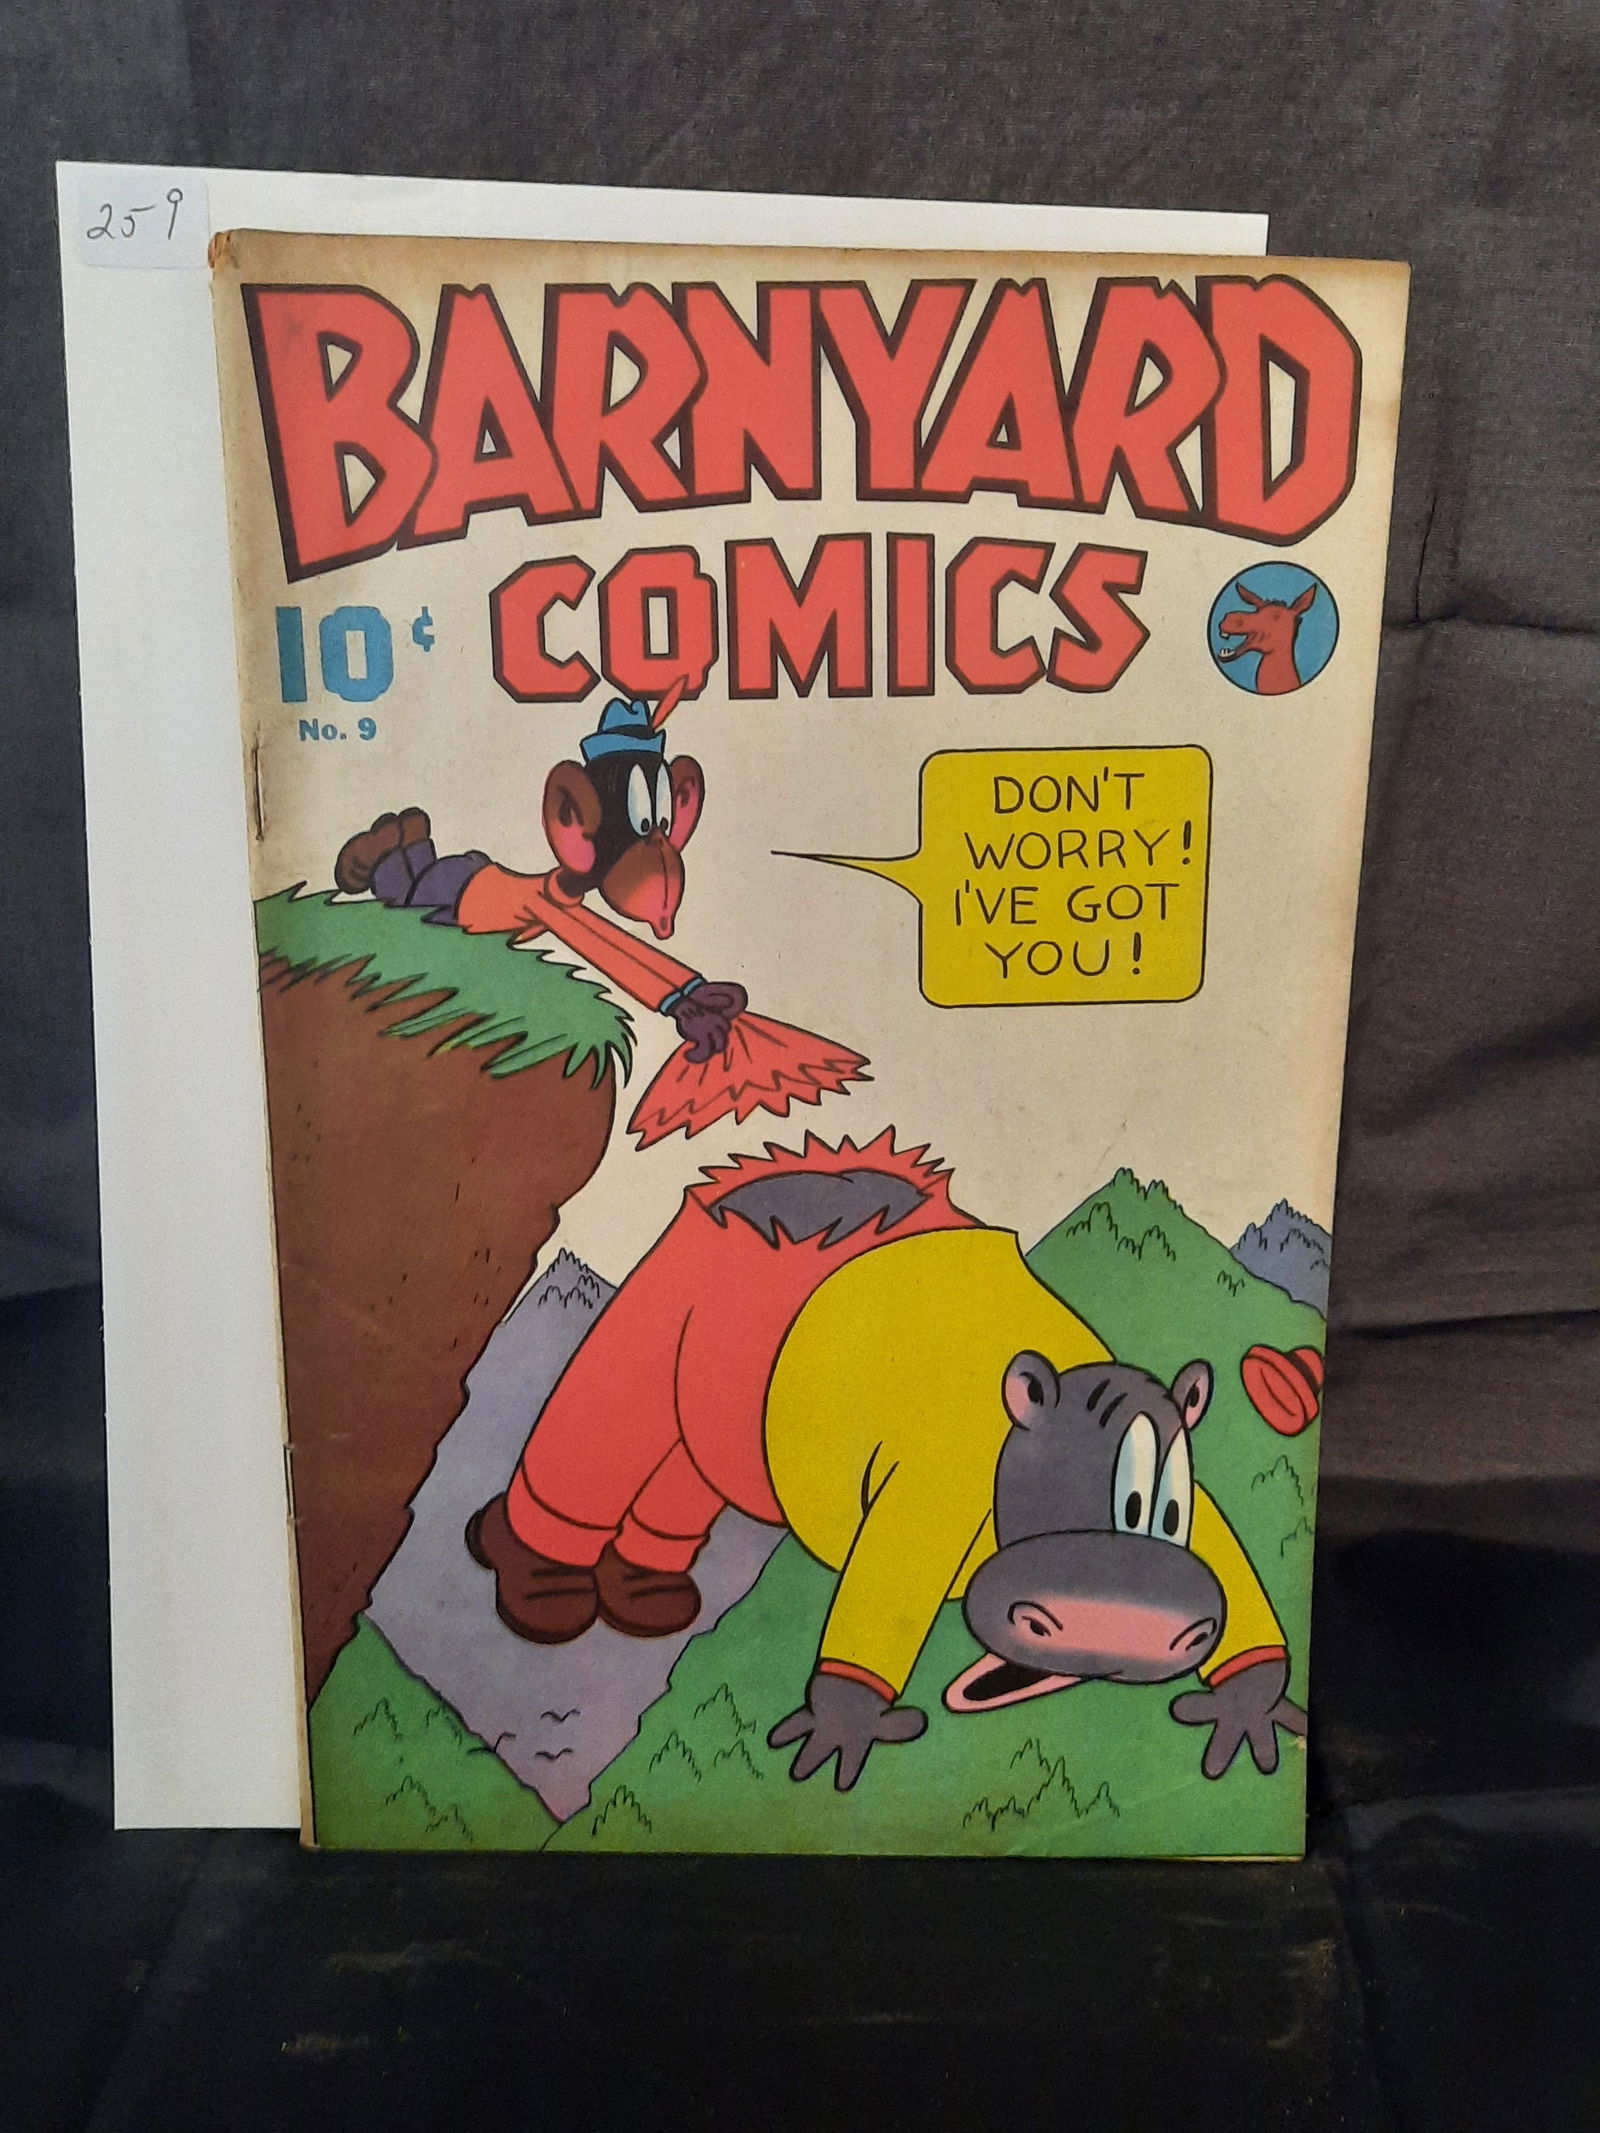 259
BARNYARD
COMICS
10¢
No. 9
DON'T
WORRY!
I'VE GOT
YOU!